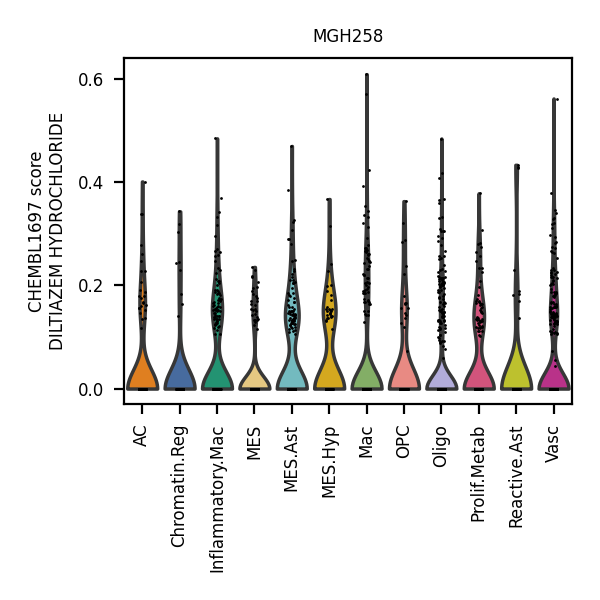 MGH258
CHEMBL1697 score
DILTIAZEM HYDROCHLORIDE
0.6
0.4
0.2
0.0
AC
Chromatin.Reg
Inflammatory.Mac
MES
MES.Ast
MES.Hyp
Mac
OPC
Oligo
Prolif.Metab
Reactive.Ast
Vasc